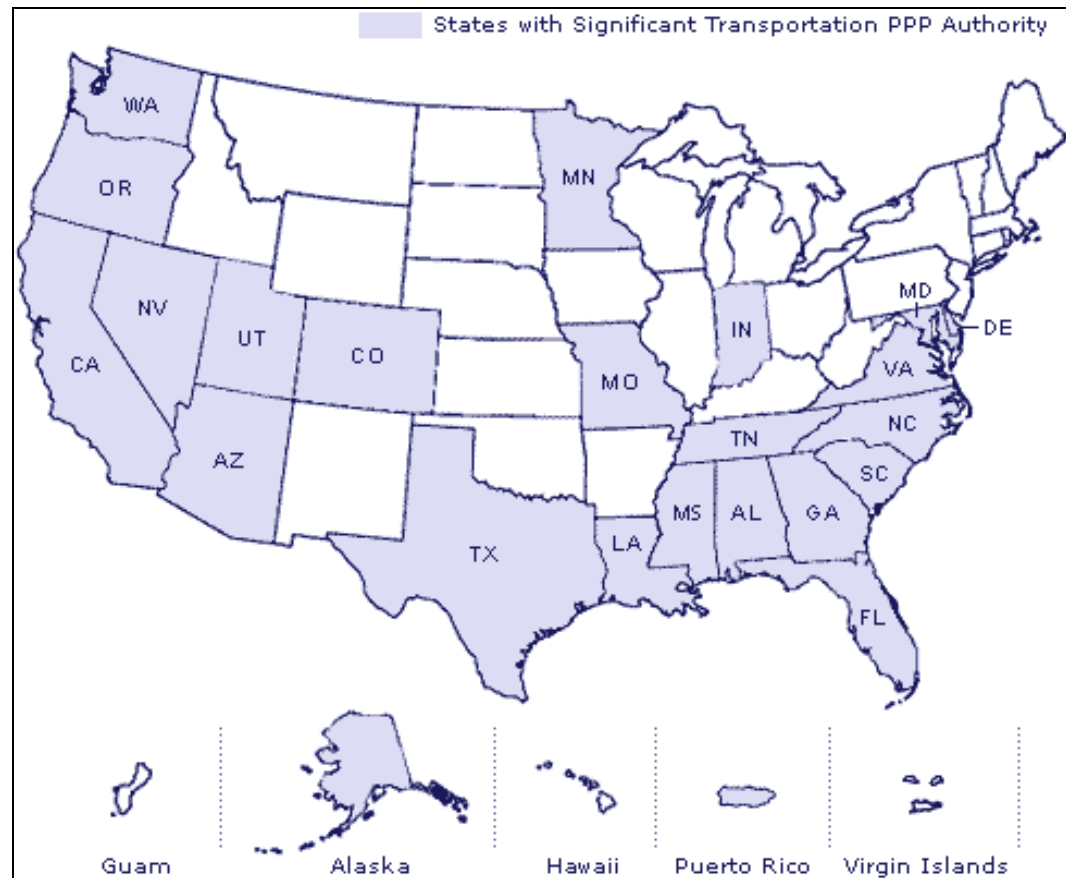 States with Significant Transportation PPP Authority
WA
OR
MN
MD
NV
DE
UT
IN
CO
CA
VA
MO
NC
TN
AZ
SC
MS
AL
GA
LA
TX
FL
Guam
Alaska
Hawaii
Puerto Rico
Virgin Islands